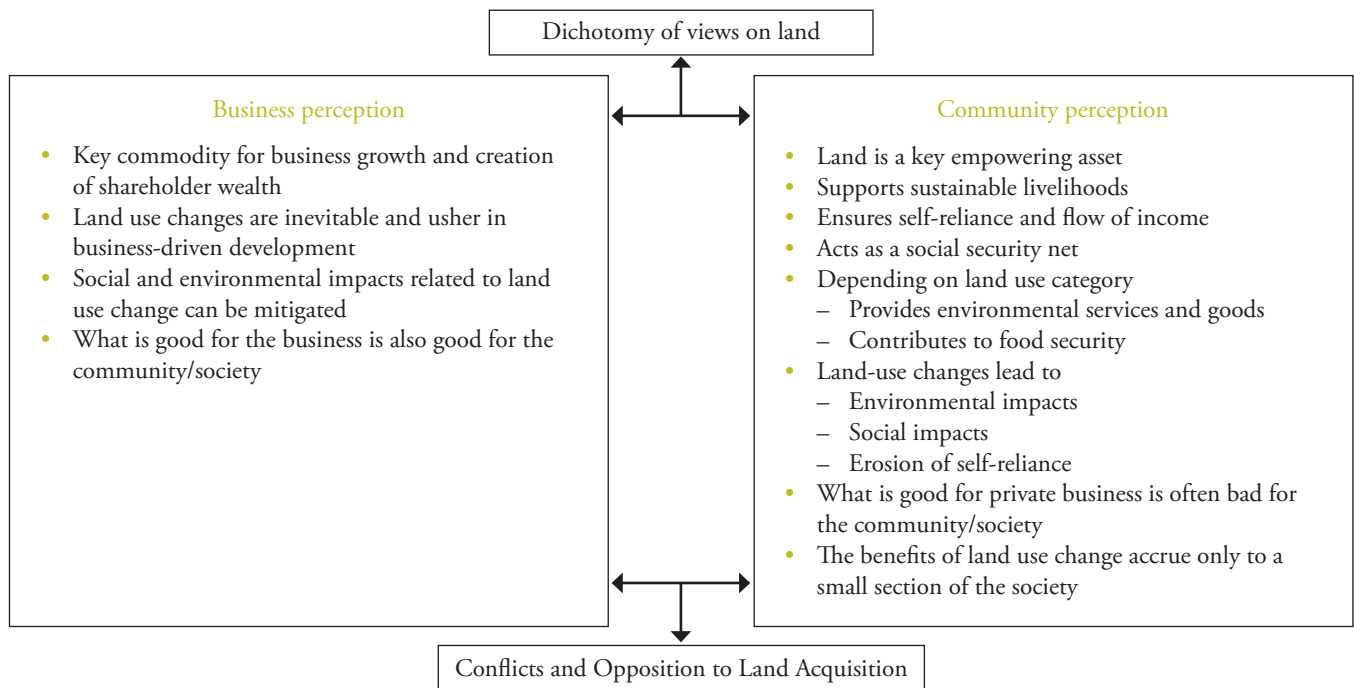 Dichotomy of views on land
Business perception
• Key commodity for business growth and creation
of shareholder wealth
• Land use changes are inevitable and usher in
business-driven development
• Social and environmental impacts related to land
use change can be mitigated
• What is good for the business is also good for the
community/society
Community perception
• Land is a key empowering asset
• Supports sustainable livelihoods
• Ensures self-reliance and flow of income
• Acts as a social security net
• Depending on land use category
– Provides environmental services and goods
– Contributes to food security
• Land-use changes lead to
– Environmental impacts
– Social impacts
– Erosion of self-reliance
• What is good for private business is often bad for
the community/society
• The benefits of land use change accrue only to a
small section of the society
Conflicts and Opposition to Land Acquisition